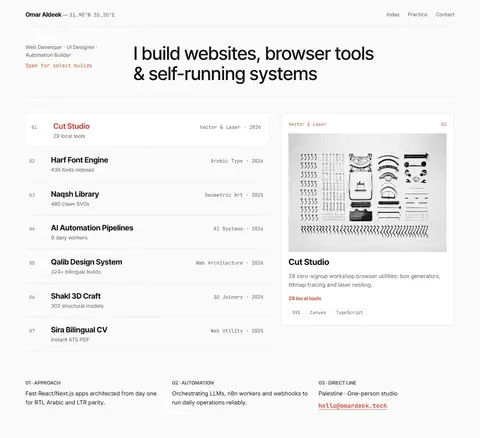 Omar Aldeek — 31.90°N 35.20°E
Index Practice Contact
Web Developer · UI Designer ·
Automation Builder
Open for select builds
I build websites, browser tools
& self-running systems
01 Cut Studio Vector & Laser · 2026
29 local tools
02 Harf Font Engine Arabic Type · 2026
436 fonts indexed
03 Naqsh Library Geometric Art · 2025
480 clean SVGs
04 AI Automation Pipelines AI Systems · 2026
9 daily workers
05 Qalib Design System Web Architecture · 2026
324+ bilingual builds
06 Shakl 3D Craft 3D Joinery · 2026
302 structural models
07 Sira Bilingual CV Web Utility · 2025
Instant ATS PDF
Vector & Laser 01
Cut Studio
29 zero-signup workshop browser utilities: box generators,
bitmap tracing and laser nesting.
29 local tools
SVG Canvas TypeScript
01 · APPROACH
Fast React/Next.js apps architected from day one
for RTL Arabic and LTR parity.
02 · AUTOMATION
Orchestrating LLMs, n8n workers and webhooks to
run daily operations reliably.
03 · DIRECT LINE
Palestine · One-person studio
hello@omardeek.tech